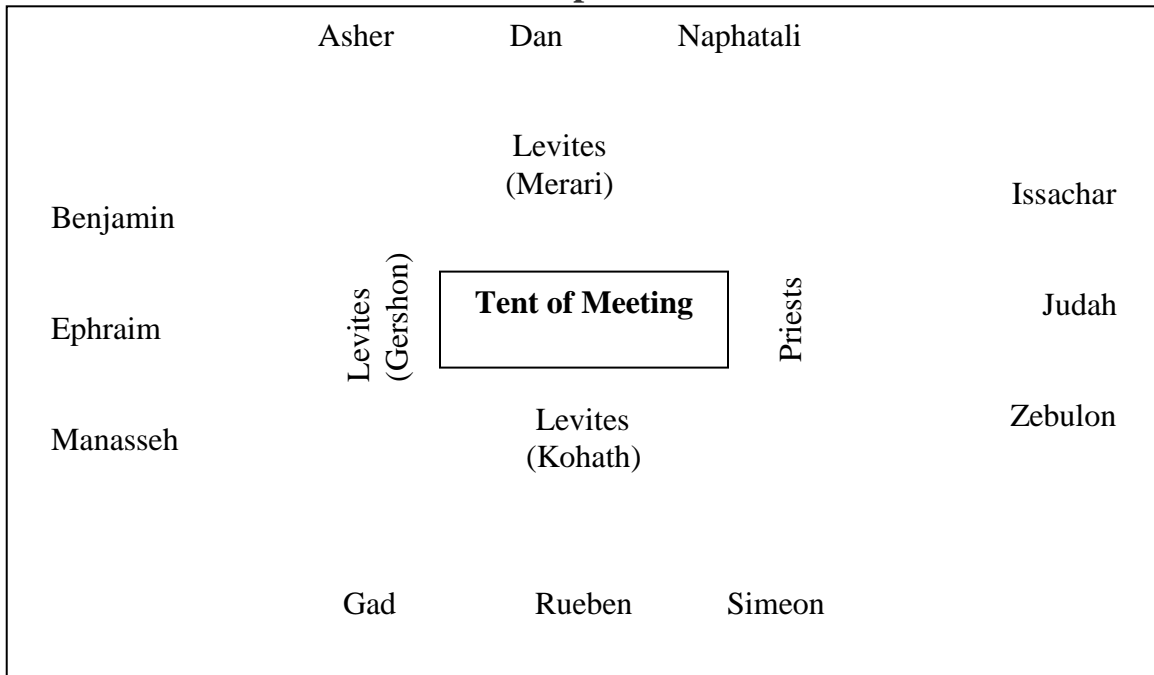 Asher Dan Naphatali
Levites
(Merari)
Issachar
Benjamin
Levites
(Gershon)
Tent of Meeting
Priests
Judah
Ephraim
Levites
(Kohath)
Zebulon
Manasseh
Gad Rueben Simeon